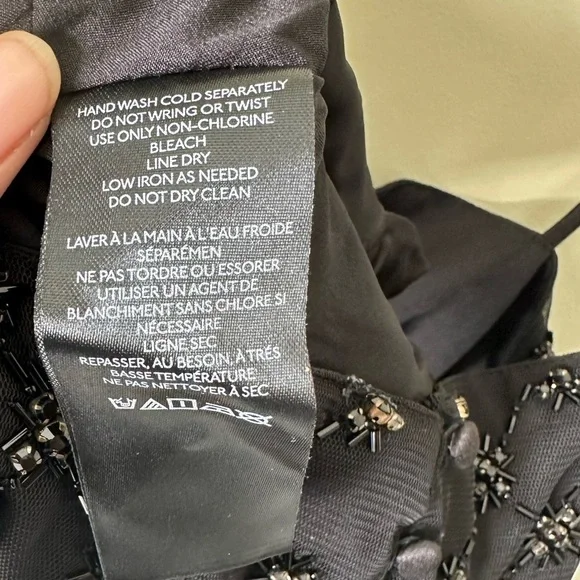 HAND WASH COLD SEPARATELY
DO NOT WRING OR TWIST
USE ONLY NON-CHLORINE
BLEACH
LINE DRY
LOW IRON AS NEEDED
DO NOT DRY CLEAN
LAVER À LA MAIN À L'EAU FROIDE
SÉPARÉMEN
NE PAS TORDRE OU ESSORER
UTILISER UN AGENT DE
BLANCHIMENT SANS CHLORE SI
NÉCESSAIRE
LIGNE SEC
REPASSER, AU BESOIN, À TRÉS
BASSE TEMPÉRATURE
NE PAS NETTOYER À SEC